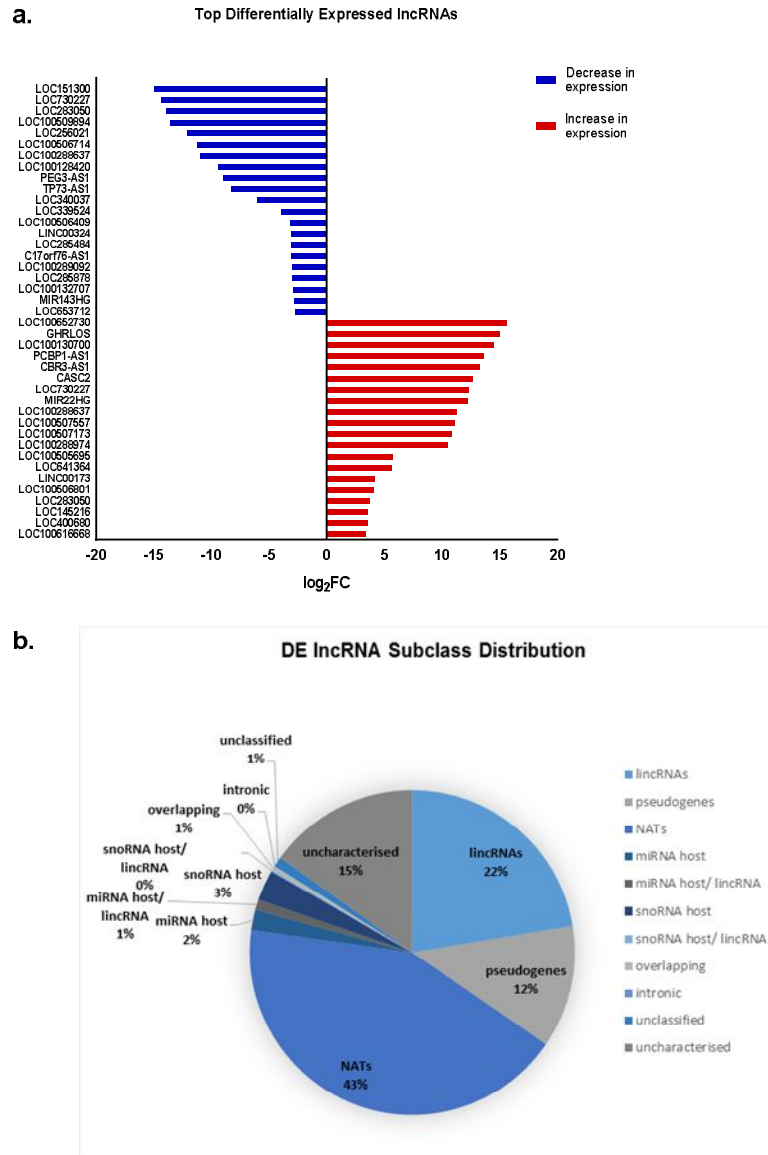 a.
Top Differentially Expressed lncRNAs
Decrease in
expression
Increase in
expression
LOC151300
LOC730227
LOC283050
LOC100509894
LOC256021
LOC100506714
LOC100288637
LOC100128420
PEG3-AS1
TP73-AS1
LOC340037
LOC339524
LOC100506409
LINC00324
LOC285484
C17orf76-AS1
LOC100289092
LOC285878
LOC100132707
MIR143HG
LOC653712
LOC100652730
GHRLOS
LOC100130700
PCBP1-AS1
CBR3-AS1
CASC2
LOC730227
MIR22HG
LOC100288637
LOC100507557
LOC100507173
LOC100288974
LOC100505695
LOC641364
LINC00173
LOC100506801
LOC283050
LOC145216
LOC400680
LOC100616668
-20 -15 -10 -5 0 5 10 15 20
log₂FC
b.
DE lncRNA Subclass Distribution
unclassified
1%
intronic
0%
overlapping
1%
snoRNA host/
lincRNA
0%
snoRNA host
3%
miRNA host/
lincRNA
1%
miRNA host
2%
uncharacterised
15%
lincRNAs
22%
pseudogenes
12%
NATs
43%
lincRNAs
pseudogenes
NATs
miRNA host
miRNA host/ lincRNA
snoRNA host
snoRNA host/ lincRNA
overlapping
intronic
unclassified
uncharacterised